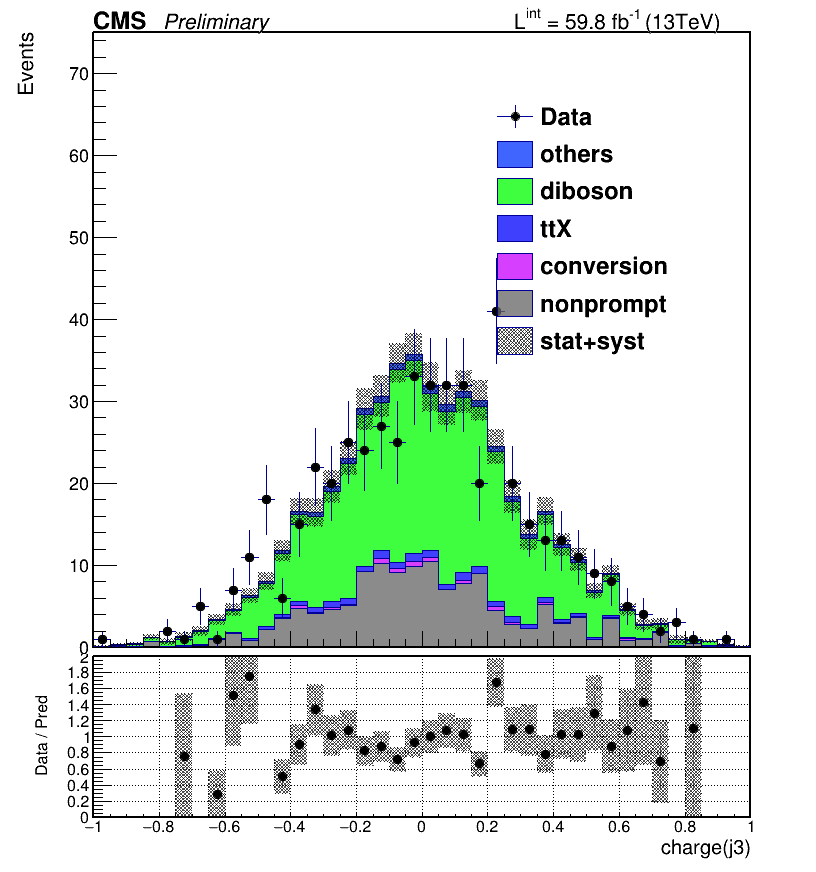 CMS Preliminary L^int = 59.8 fb^-1 (13TeV)
Events
70
60
50
40
30
20
10
0
Data
others
diboson
ttX
conversion
nonprompt
stat+syst
Data / Pred
2
1.8
1.6
1.4
1.2
1
0.8
0.6
0.4
0.2
0
−1 −0.8 −0.6 −0.4 −0.2 0 0.2 0.4 0.6 0.8 1
charge(j3)